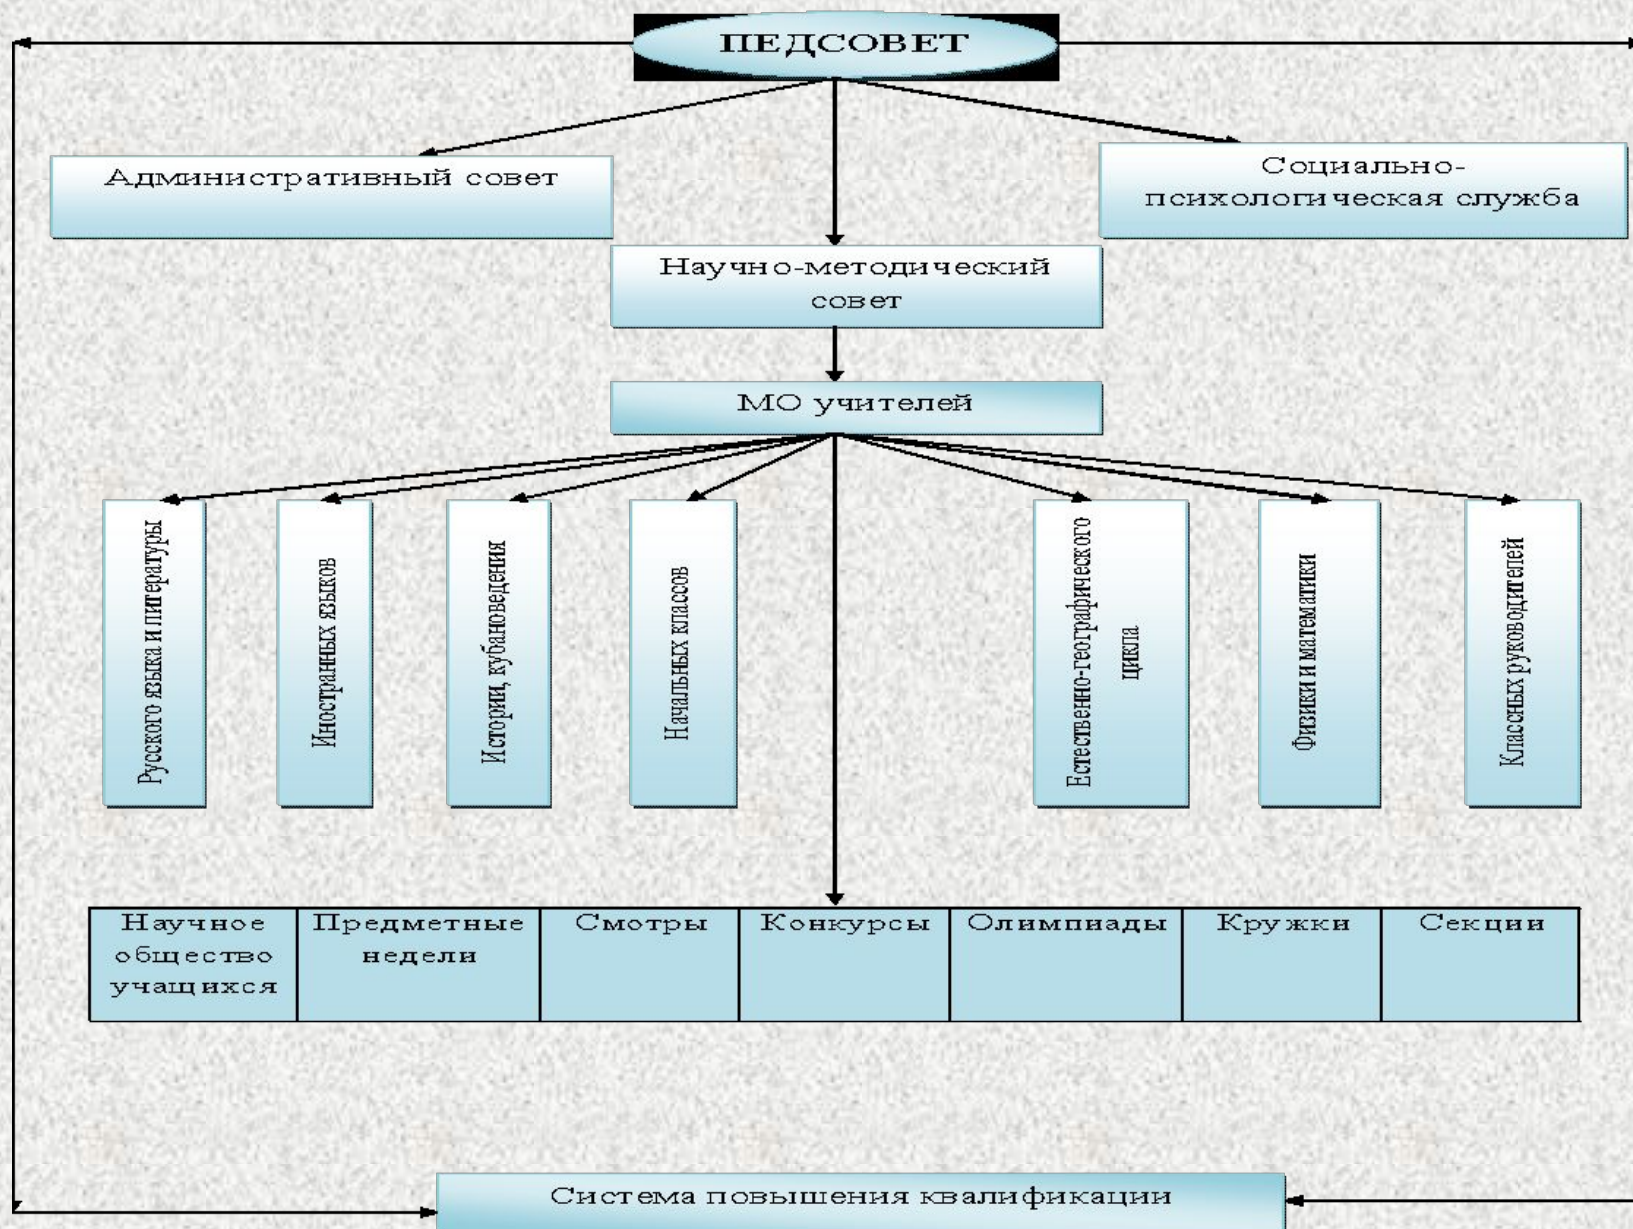 ПЕДСОВЕТ
Административный совет
Социально-
психологическая служба
Научно-методический
совет
МО учителей
Русского языка и литературы
Иностранных языков
Истории, кубановедения
Начальных классов
Естественно-географического
цикла
Физики и математики
Классных руководителей
Научное
общество
учащихся
Предметные
недели
Смотры
Конкурсы
Олимпиады
Кружки
Секции
Система повышения квалификации